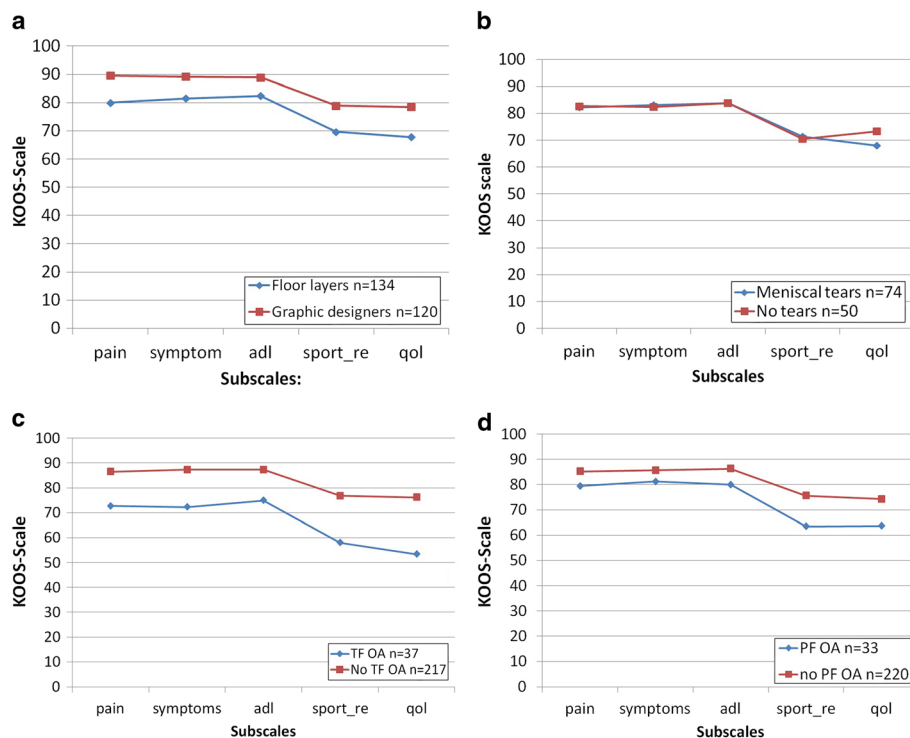 a
KOOS-Scale
100
90
80
70
60
50
40
30
20
10
0
Floor layers n=134
Graphic designers n=120
pain symptom adl sport_re qol
Subscales:
b
KOOS scale
100
90
80
70
60
50
40
30
20
10
0
Meniscal tears n=74
No tears n=50
pain symptom adl sport_re qol
Subscales
c
KOOS-Scale
100
90
80
70
60
50
40
30
20
10
0
TF OA n=37
No TF OA n=217
pain symptoms adl sport_re qol
Subscales
d
KOOS-Scale
100
90
80
70
60
50
40
30
20
10
0
PF OA n=33
no PF OA n=220
pain symptoms adl sport_re qol
Subscales